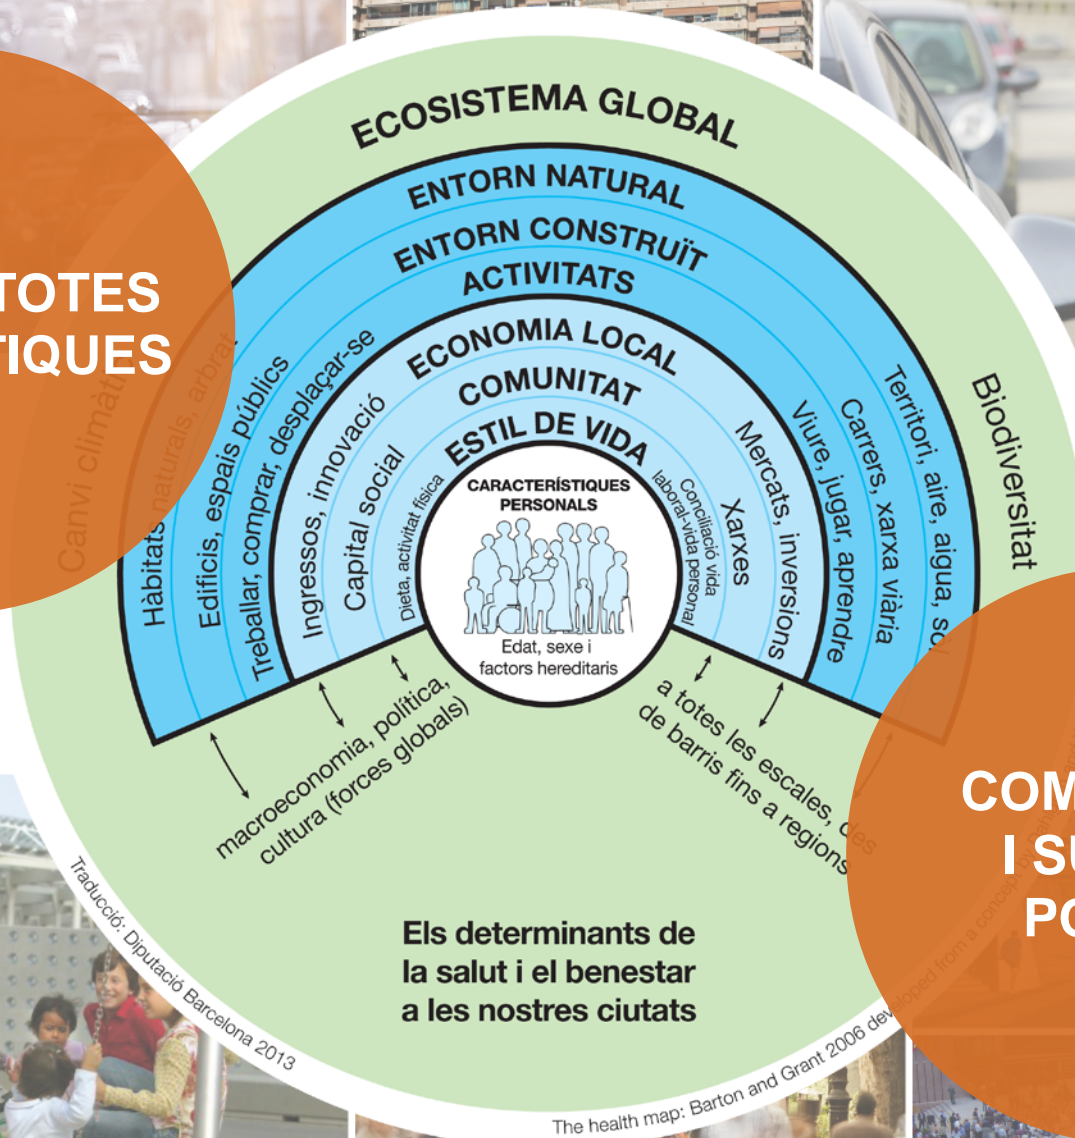 TOTES
TIQUES
ECOSISTEMA GLOBAL
ENTORN NATURAL
ENTORN CONSTRUÏT
ACTIVITATS
ECONOMIA LOCAL
COMUNITAT
ESTIL DE VIDA
CARACTERÍSTIQUES
PERSONALS
Edat, sexe i
factors hereditaris
Canvi climàtic
Hàbitats naturals, arbrat
Edificis, espais públics
Treballar, comprar, desplaçar-se
Ingressos, innovació
Capital social
Dieta, activitat física
Conciliació vida
laboral-vida personal
Xarxes
Mercats, inversions
Viure, jugar, aprendre
Carrers, xarxa viària
Territori, aire, aigua, sòl
Biodiversitat
macroeconomia, política,
cultura (forces globals)
a totes les escales, des
de barris fins a regions
COM
I SU
PO
Els determinants de
la salut i el benestar
a les nostres ciutats
Traducció: Diputació Barcelona 2013
The health map: Barton and Grant 2006 developed from a concept by